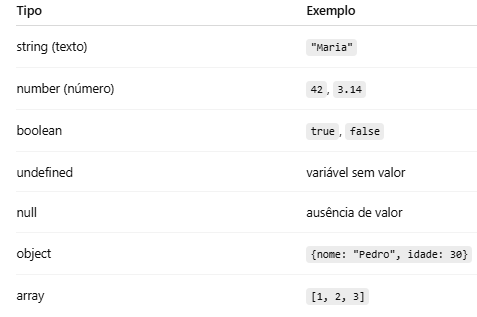 Tipo Exemplo
string (texto) "Maria"
number (número) 42, 3.14
boolean true, false
undefined variável sem valor
null ausência de valor
object {nome: "Pedro", idade: 30}
array [1, 2, 3]